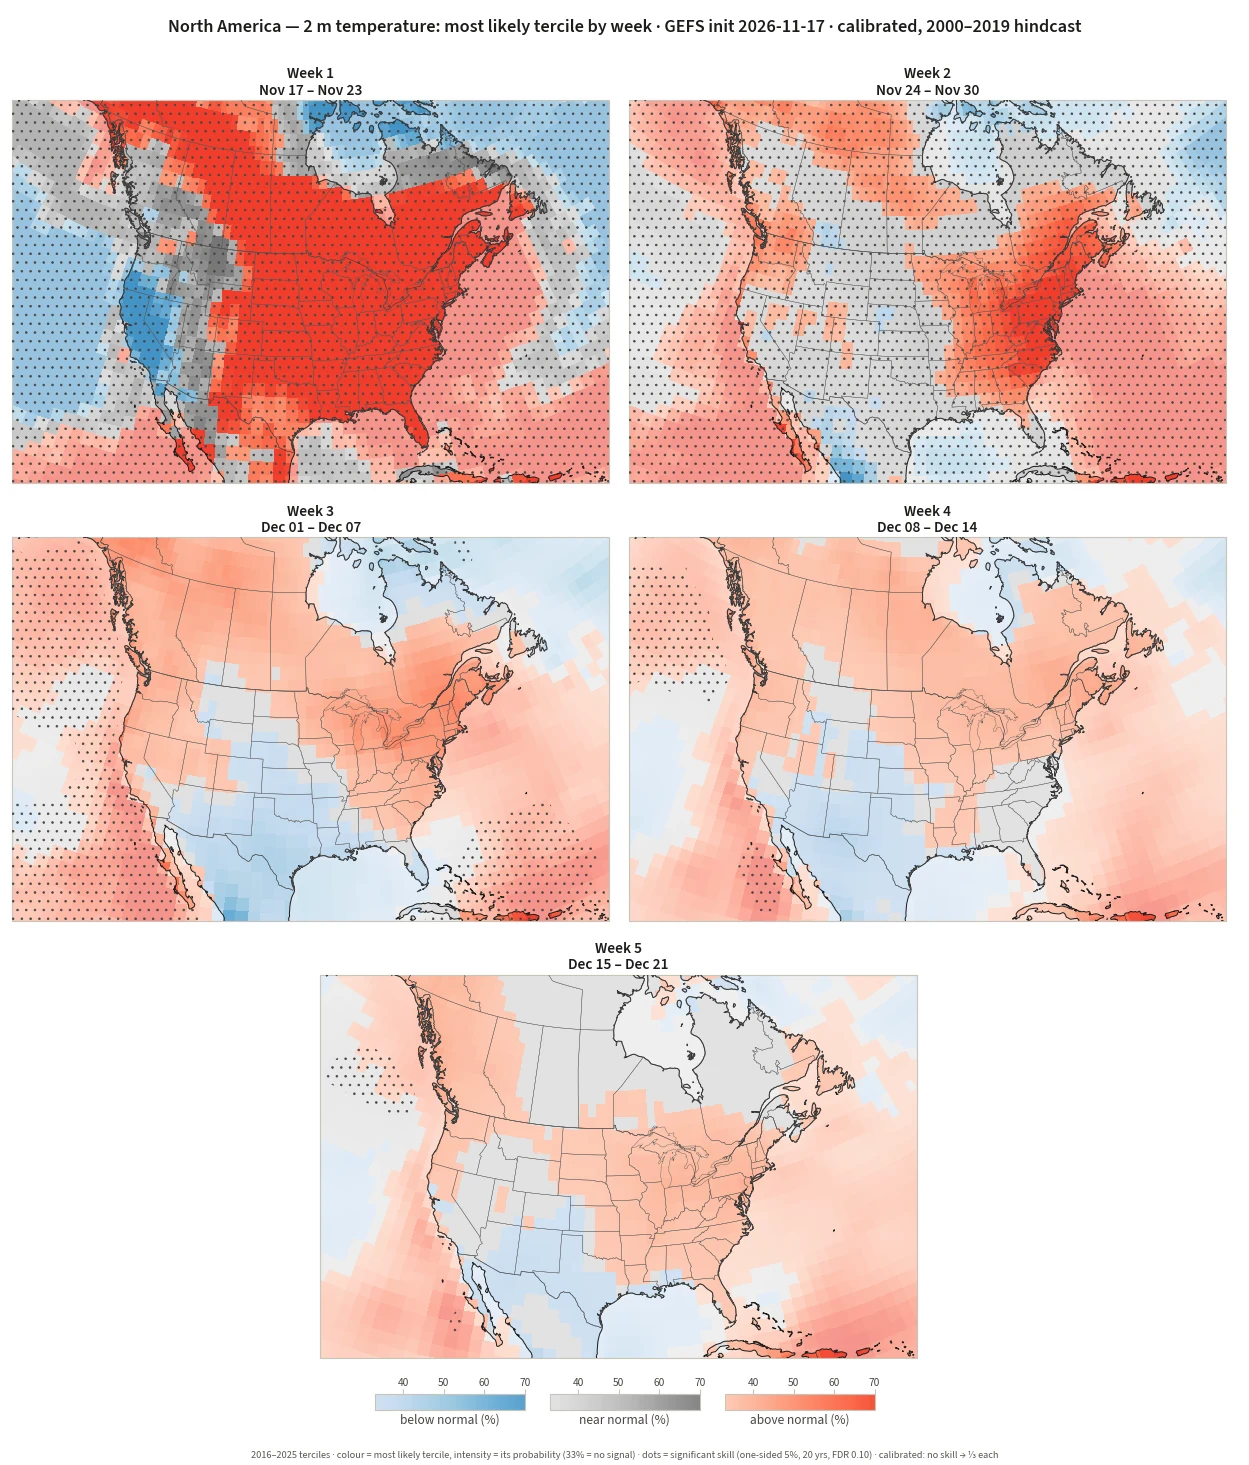 North America — 2 m temperature: most likely tercile by week · GEFS init 2026-11-17 · calibrated, 2000–2019 hindcast
Week 1
Nov 17 – Nov 23
Week 2
Nov 24 – Nov 30
Week 3
Dec 01 – Dec 07
Week 4
Dec 08 – Dec 14
Week 5
Dec 15 – Dec 21
40 50 60 70
below normal (%)
40 50 60 70
near normal (%)
40 50 60 70
above normal (%)
2016–2025 terciles · colour = most likely tercile, intensity = its probability (33% = no signal) · dots = significant skill (one-sided 5%, 20 yrs, FDR 0.10) · calibrated: no skill → ⅓ each